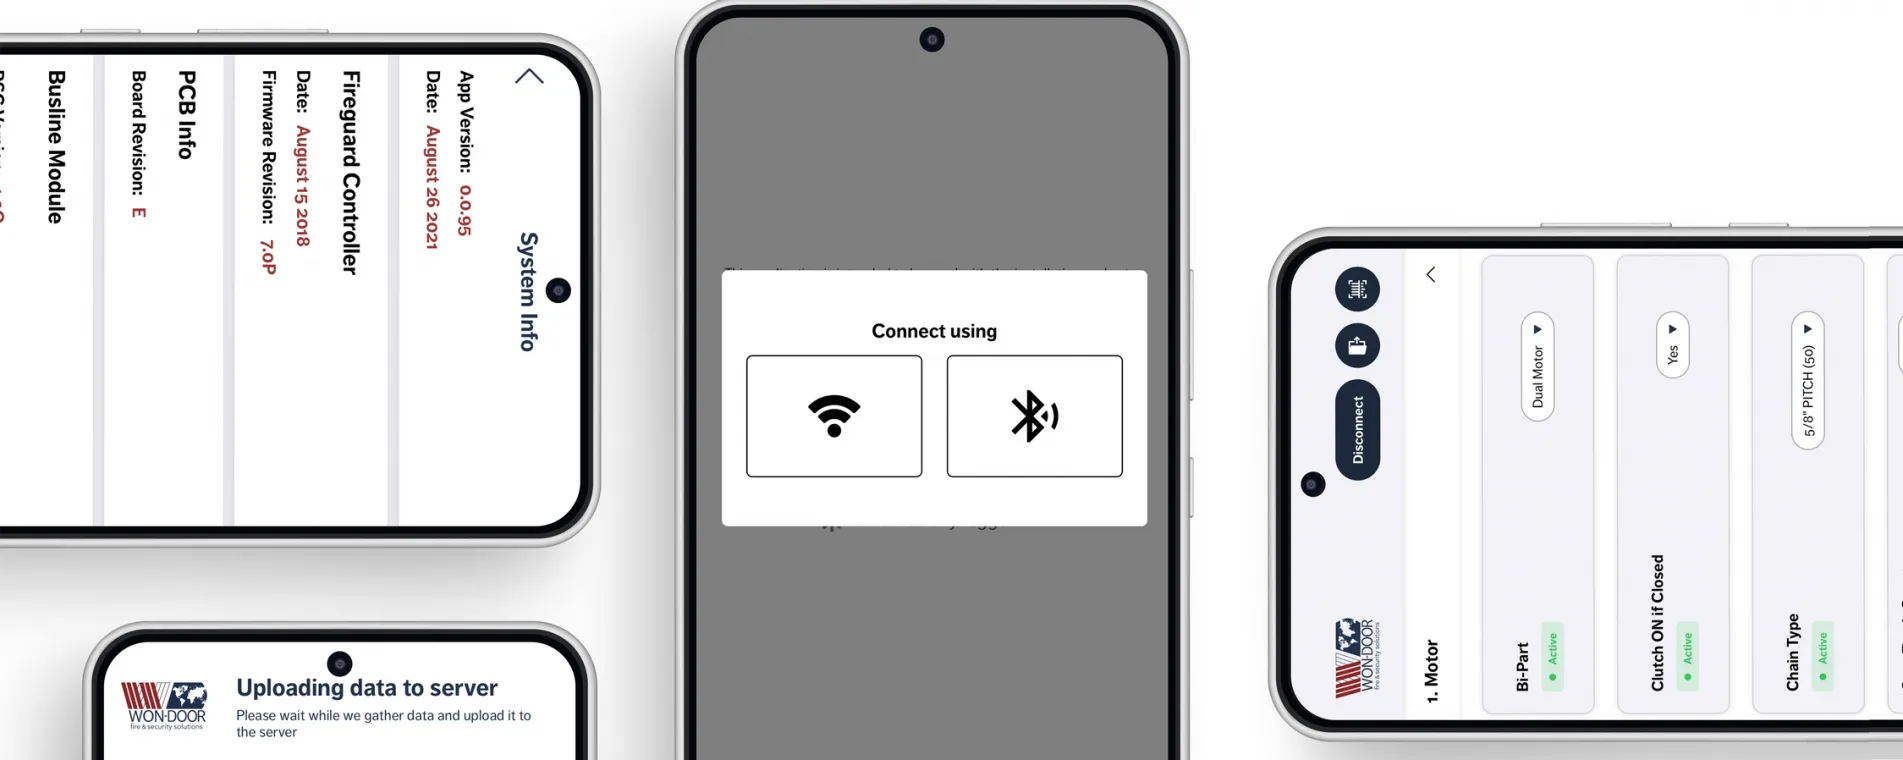 System Info
App Version: 0.0.95
Date: August 26 2021
Fireguard Controller
Date: August 15 2018
Firmware Revision: 7.0P
PCB Info
Board Revision: E
Busline Module
WON-DOOR
fire & security solutions
Uploading data to server
Please wait while we gather data and upload it to
the server
Connect using
WON-DOOR
fire & security solutions
Disconnect
1. Motor
Bi-Part
Active
Dual Motor
Clutch ON if Closed
Active
Yes
Chain Type
Active
5/8" PITCH (50)